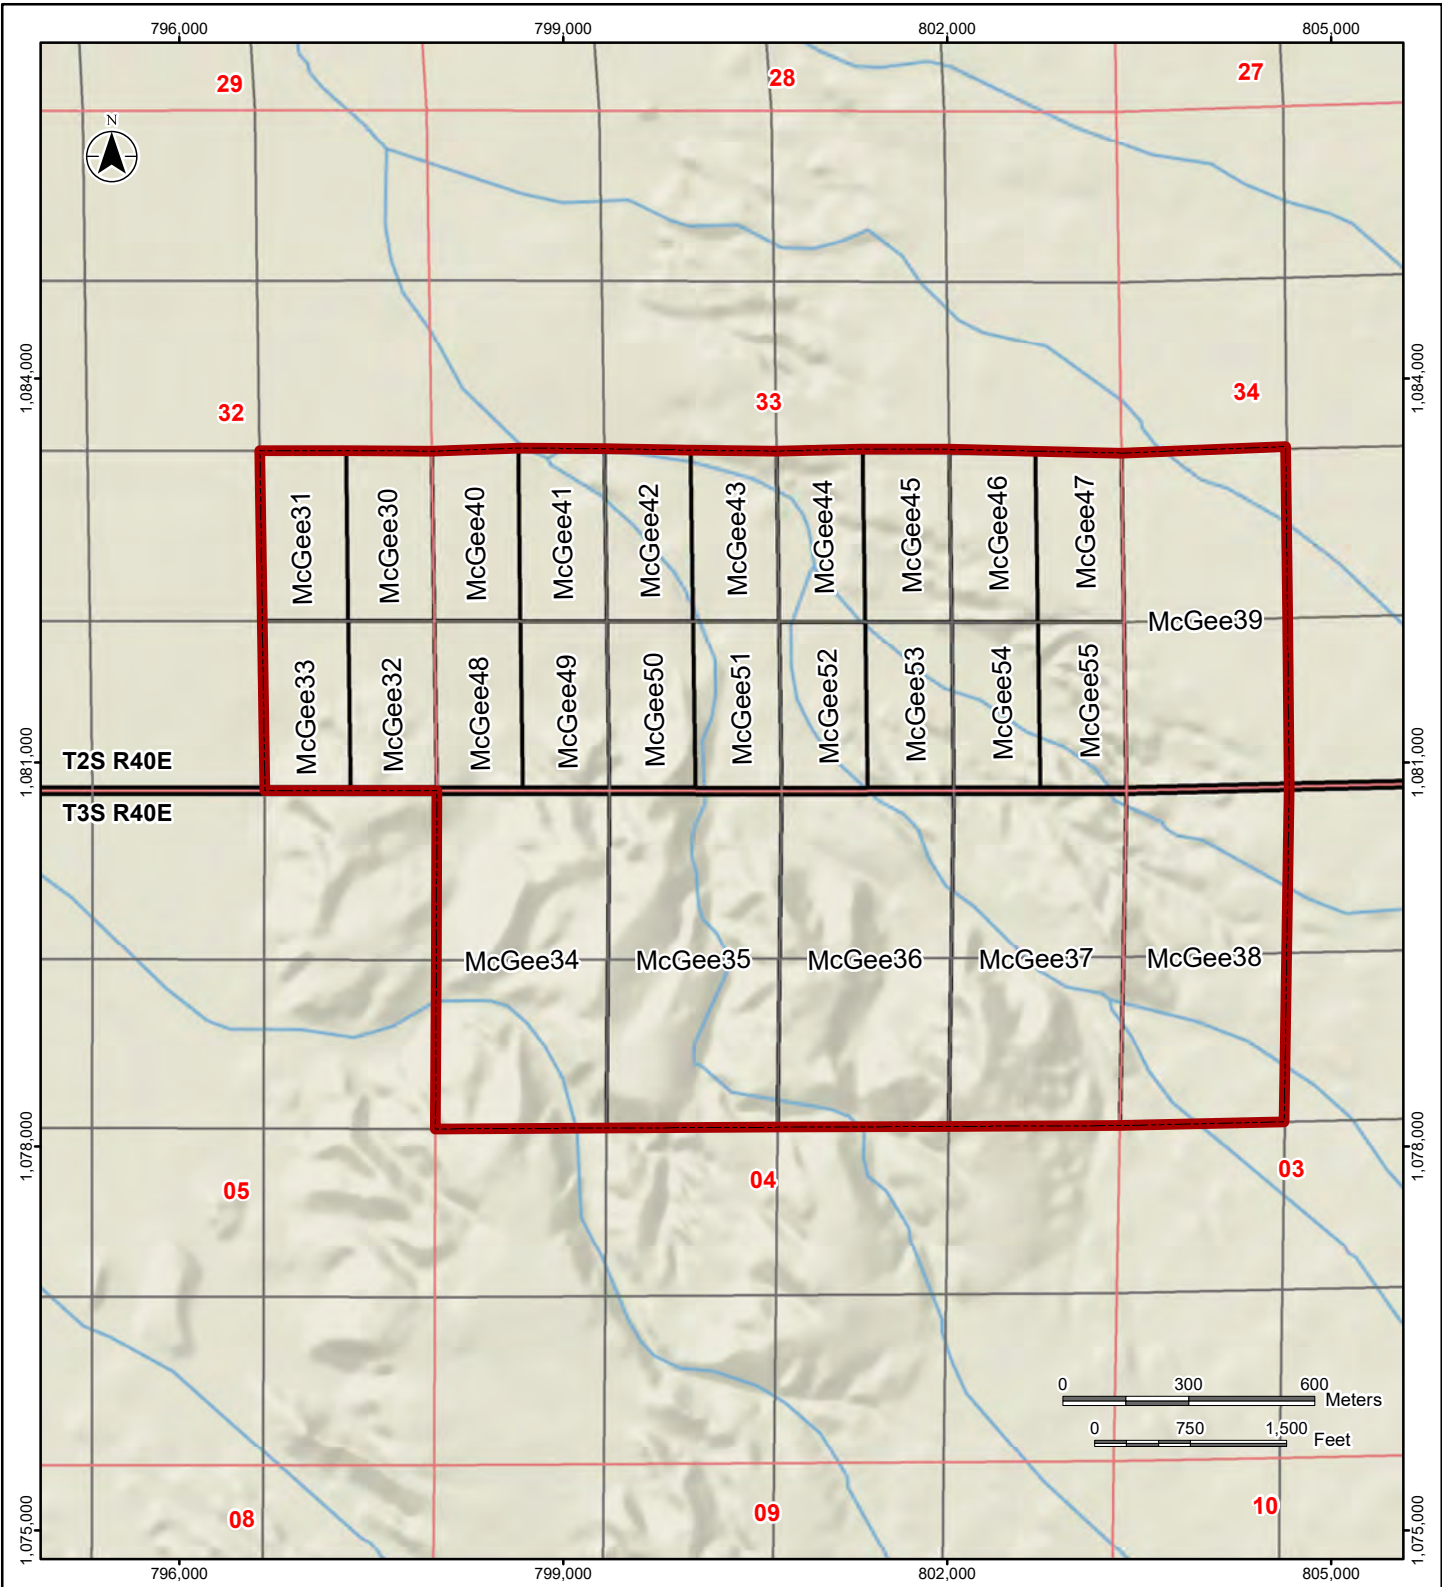 796,000
799,000
802,000
805,000
29
28
27
N
1,084,000
1,084,000
32
33
34
McGee31
McGee30
McGee40
McGee41
McGee42
McGee43
McGee44
McGee45
McGee46
McGee47
McGee39
McGee33
McGee32
McGee48
McGee49
McGee50
McGee51
McGee52
McGee53
McGee54
McGee55
1,081,000
1,081,000
T2S R40E
T3S R40E
McGee34
McGee35
McGee36
McGee37
McGee38
1,078,000
1,078,000
05
04
03
0 300 600
Meters
0 750 1,500
Feet
08
09
10
1,075,000
1,075,000
796,000
799,000
802,000
805,000